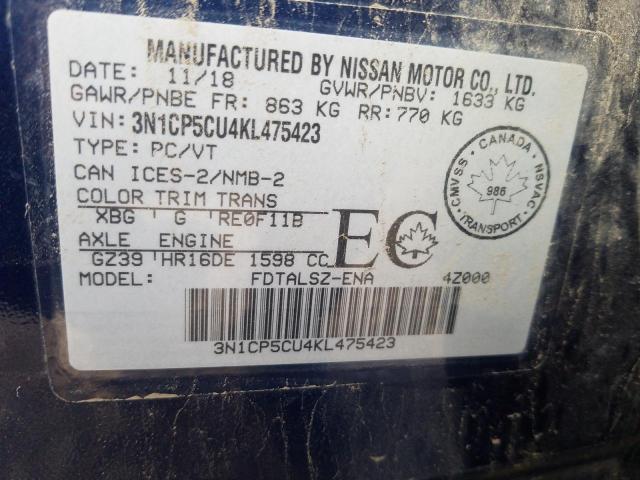 MANUFACTURED BY NISSAN MOTOR CO., LTD.
DATE: 11/18 GVWR/PNBV: 1633 KG
GAWR/PNBE FR: 863 KG RR: 770 KG
VIN: 3N1CP5CU4KL475423
TYPE: PC/VT
CAN ICES-2/NMB-2
COLOR TRIM TRANS
XBG ' G ' RE0F11B
AXLE ENGINE
GZ39 ' HR16DE 1598 CC
EC
MODEL: FDTALSZ-ENA 4Z000
3N1CP5CU4KL475423
CMVSS · CANADA · NSVAC
986
TRANSPORT